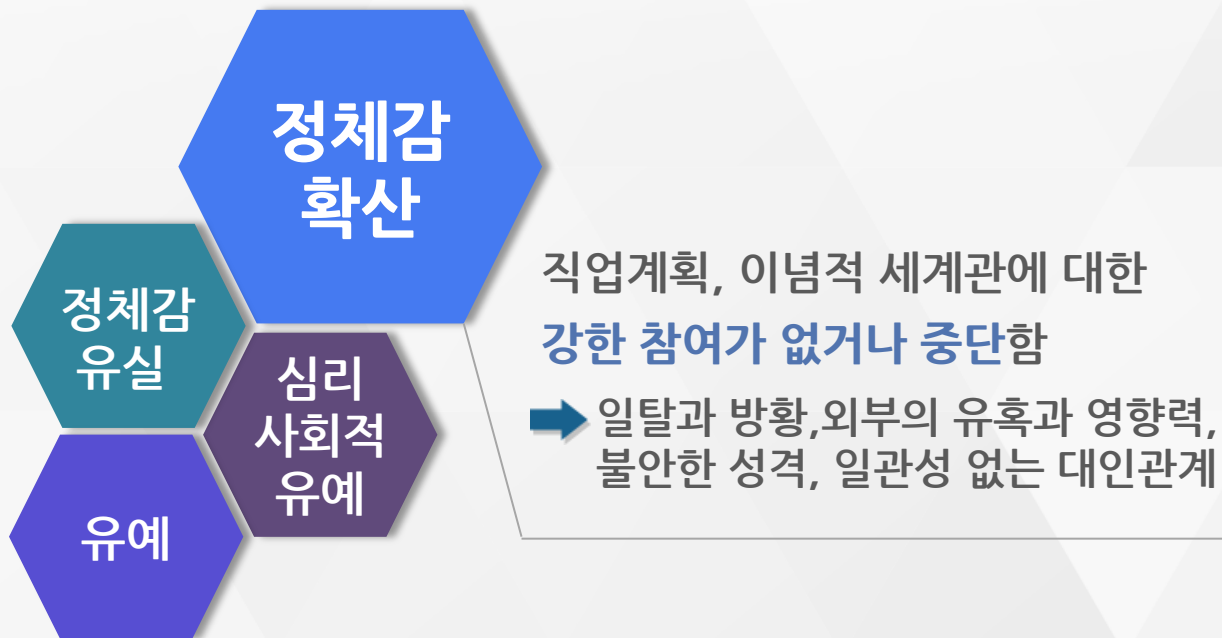 정체감
확산
정체감
유실
심리
사회적
유예
유예
직업계획, 이념적 세계관에 대한
강한 참여가 없거나 중단함
일탈과 방황,외부의 유혹과 영향력,
불안한 성격, 일관성 없는 대인관계